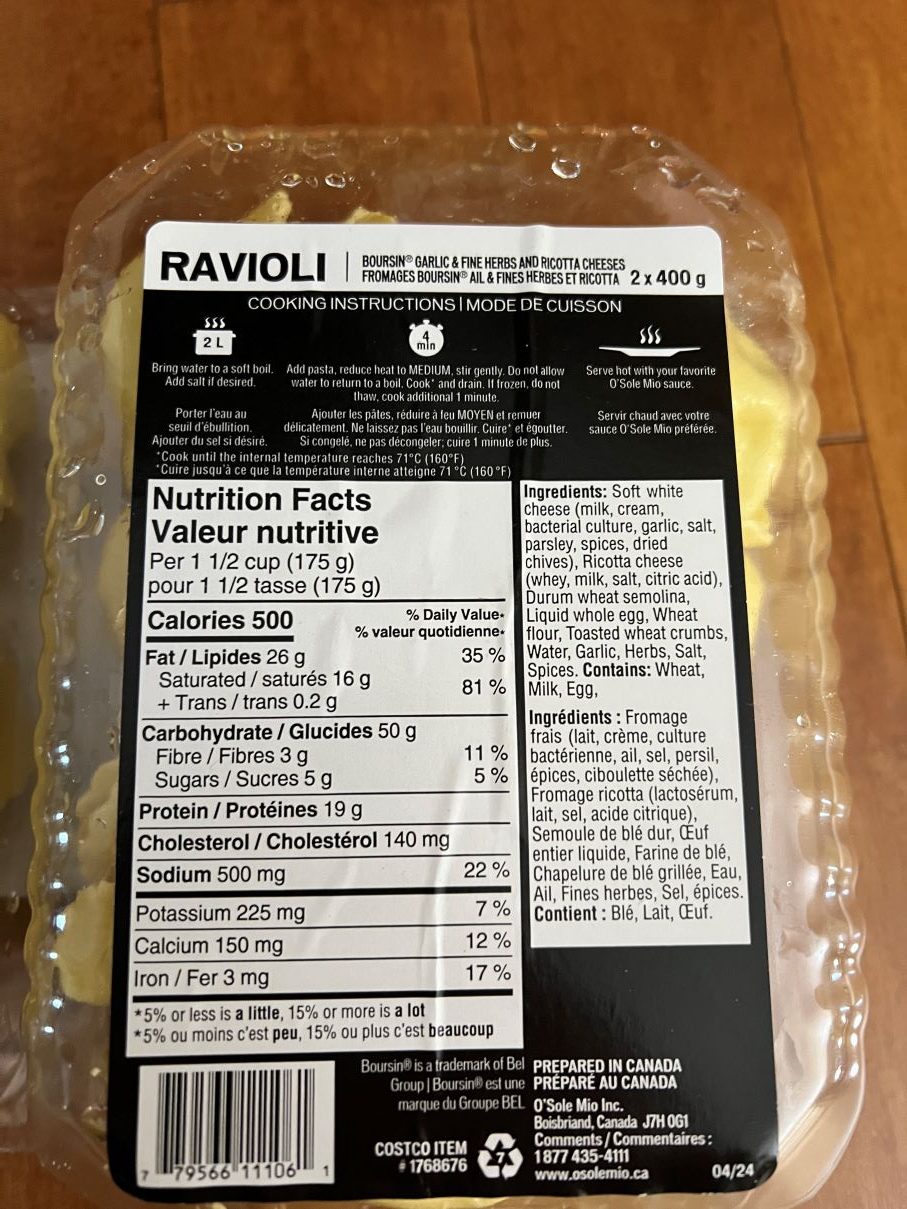 RAVIOLI
BOURSIN® GARLIC & FINE HERBS AND RICOTTA CHEESES
FROMAGES BOURSIN® AIL & FINES HERBES ET RICOTTA
2 x 400 g
COOKING INSTRUCTIONS | MODE DE CUISSON
2 L
4
min
Bring water to a soft boil.
Add salt if desired.
Add pasta, reduce heat to MEDIUM, stir gently. Do not allow
water to return to a boil. Cook* and drain. If frozen, do not
thaw, cook additional 1 minute.
Serve hot with your favorite
O'Sole Mio sauce.
Porter l'eau au
seuil d'ébullition.
Ajouter du sel si désiré.
Ajouter les pâtes, réduire à feu MOYEN et remuer
délicatement. Ne laissez pas l'eau bouillir. Cuire* et égoutter.
Si congelé, ne pas décongeler; cuire 1 minute de plus.
Servir chaud avec votre
sauce O'Sole Mio préférée.
*Cook until the internal temperature reaches 71°C (160°F)
*Cuire jusqu'à ce que la température interne atteigne 71 °C (160 °F)
Nutrition Facts
Valeur nutritive
Per 1 1/2 cup (175 g)
pour 1 1/2 tasse (175 g)
Calories 500
% Daily Value*
% valeur quotidienne*
Fat / Lipides 26 g 35 %
Saturated / saturés 16 g
+ Trans / trans 0.2 g
81 %
Carbohydrate / Glucides 50 g
Fibre / Fibres 3 g 11 %
Sugars / Sucres 5 g 5 %
Protein / Protéines 19 g
Cholesterol / Cholestérol 140 mg
Sodium 500 mg 22 %
Potassium 225 mg 7 %
Calcium 150 mg 12 %
Iron / Fer 3 mg 17 %
*5% or less is a little, 15% or more is a lot
*5% ou moins c'est peu, 15% ou plus c'est beaucoup
Ingredients: Soft white
cheese (milk, cream,
bacterial culture, garlic, salt,
parsley, spices, dried
chives), Ricotta cheese
(whey, milk, salt, citric acid),
Durum wheat semolina,
Liquid whole egg, Wheat
flour, Toasted wheat crumbs,
Water, Garlic, Herbs, Salt,
Spices. Contains: Wheat,
Milk, Egg,
Ingrédients : Fromage
frais (lait, crème, culture
bactérienne, ail, sel, persil,
épices, ciboulette séchée),
Fromage ricotta (lactosérum,
lait, sel, acide citrique),
Semoule de blé dur, Œuf
entier liquide, Farine de blé,
Chapelure de blé grillée, Eau,
Ail, Fines herbes, Sel, épices.
Contient : Blé, Lait, Œuf.
Boursin® is a trademark of Bel
Group | Boursin® est une
marque du Groupe BEL
PREPARED IN CANADA
PRÉPARÉ AU CANADA
O'Sole Mio Inc.
Boisbriand, Canada J7H 0G1
Comments / Commentaires :
1 877 435-4111
www.osolemio.ca
COSTCO ITEM
# 1768676
7
04/24
7 79566 11106 1